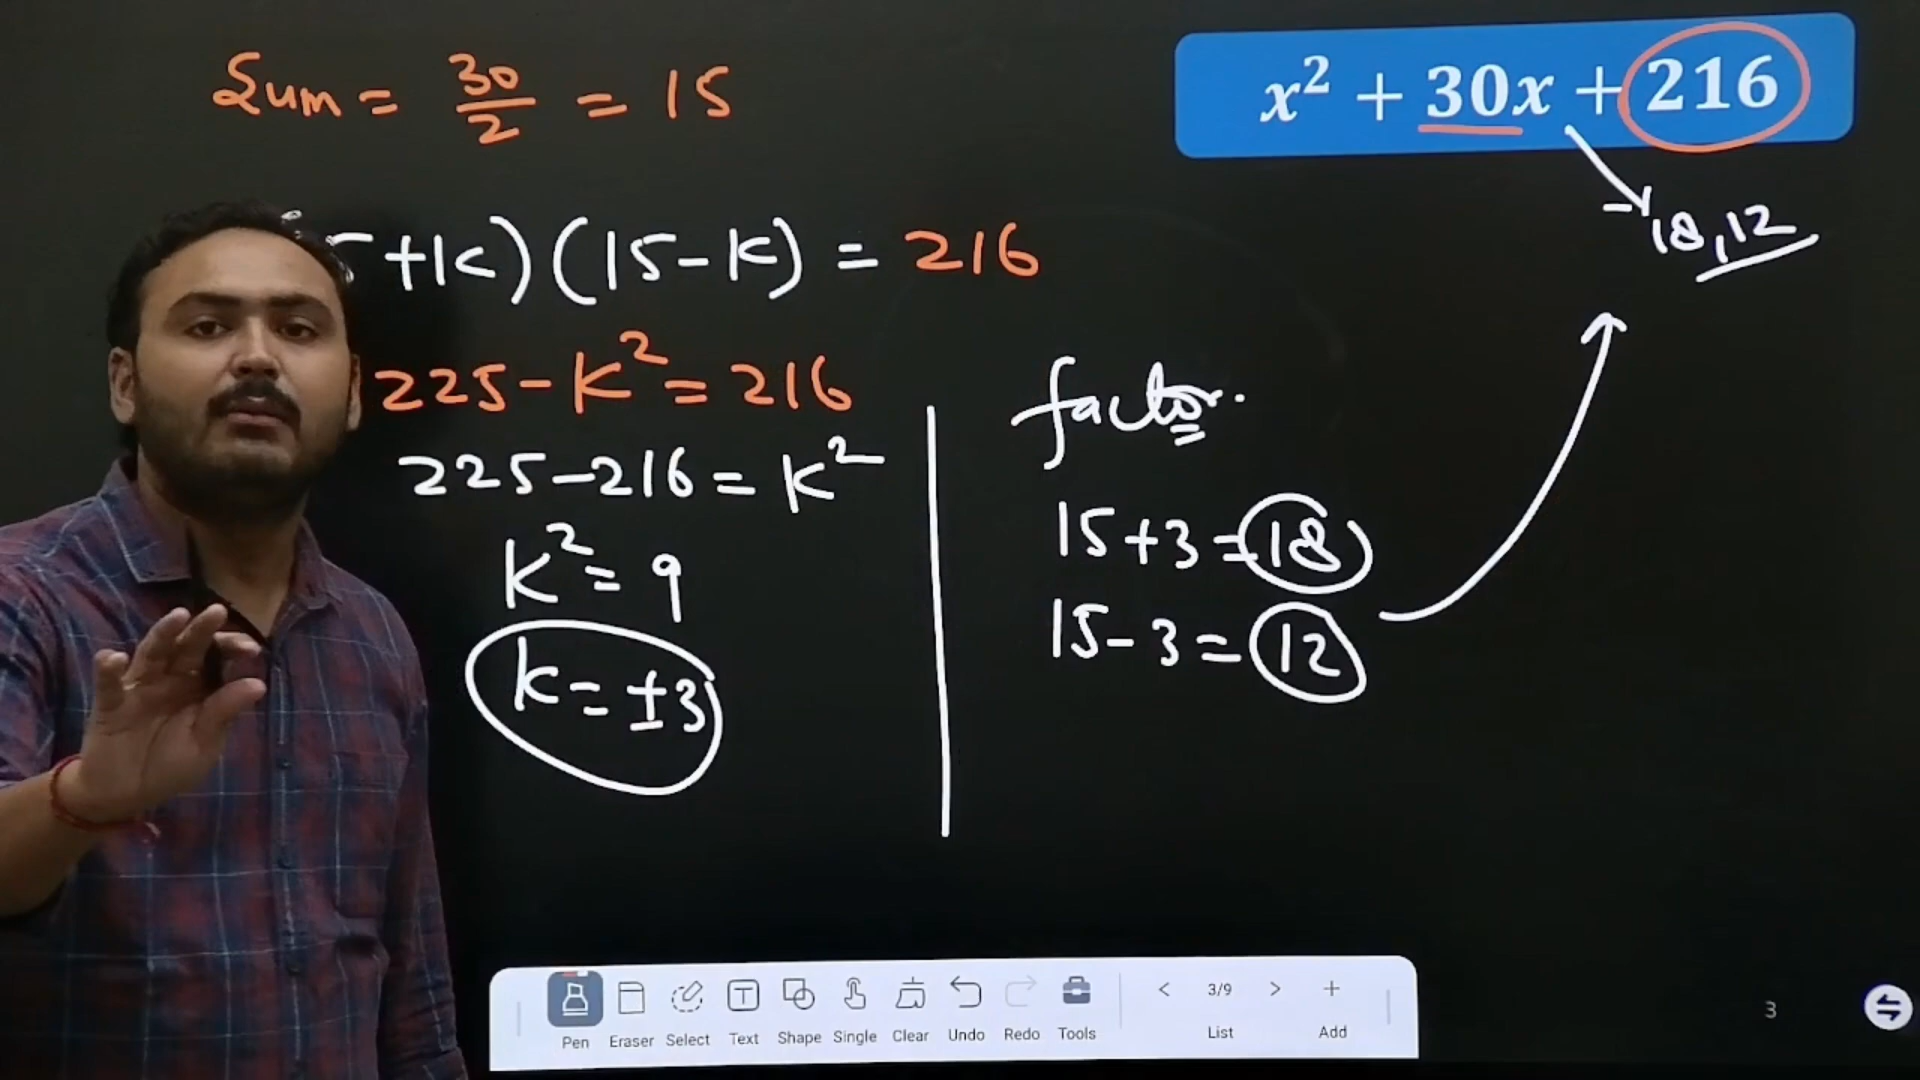 Sum = 30/2 = 15
x² + 30x + 216
18, 12
5+K)(15-K) = 216
225-K² = 216
225-216 = K²
K² = 9
K = ±3
factor.
15+3 = 18
15-3 = 12
Pen Eraser Select Text Shape Single Clear Undo Redo Tools
< 3/9 > +
List Add
3